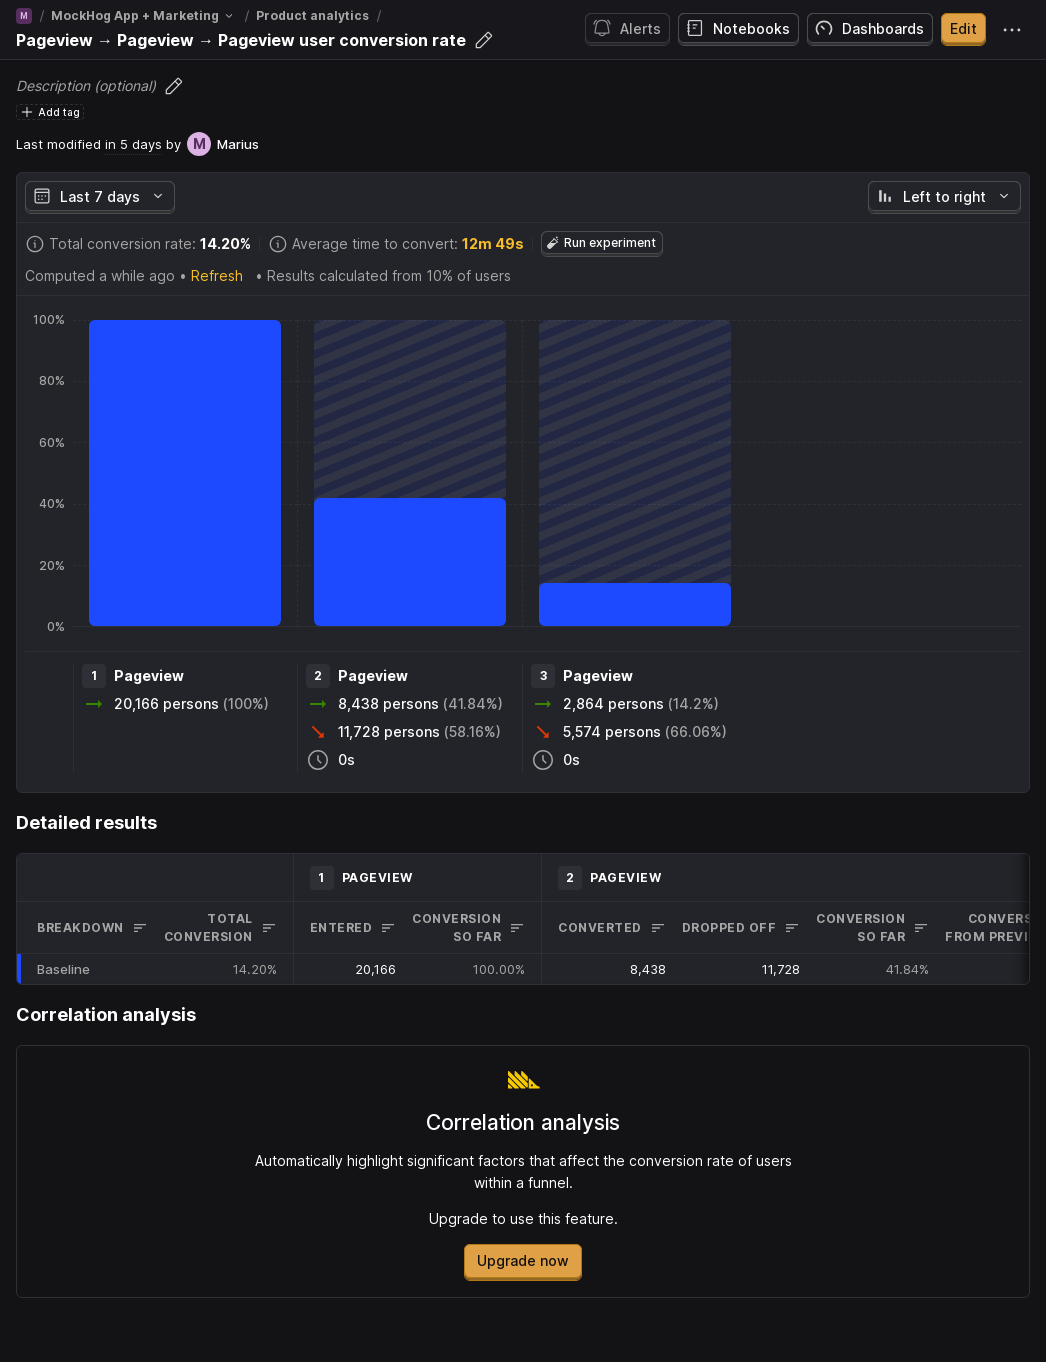 M / MockHog App + Marketing / Product analytics /
Pageview → Pageview → Pageview user conversion rate
Alerts
Notebooks
Dashboards
Edit
Description (optional)
Add tag
Last modified in 5 days by M Marius
Last 7 days
Left to right
Total conversion rate: 14.20%
Average time to convert: 12m 49s
Run experiment
Computed a while ago • Refresh • Results calculated from 10% of users
100%
80%
60%
40%
20%
0%
1 Pageview
20,166 persons (100%)
2 Pageview
8,438 persons (41.84%)
11,728 persons (58.16%)
0s
3 Pageview
2,864 persons (14.2%)
5,574 persons (66.06%)
0s
Detailed results
1 PAGEVIEW
2 PAGEVIEW
BREAKDOWN
TOTAL
CONVERSION
ENTERED
CONVERSION
SO FAR
CONVERTED
DROPPED OFF
CONVERSION
SO FAR
CONVERS
FROM PREVI
Baseline 14.20% 20,166 100.00% 8,438 11,728 41.84%
Correlation analysis
Correlation analysis
Automatically highlight significant factors that affect the conversion rate of users
within a funnel.
Upgrade to use this feature.
Upgrade now